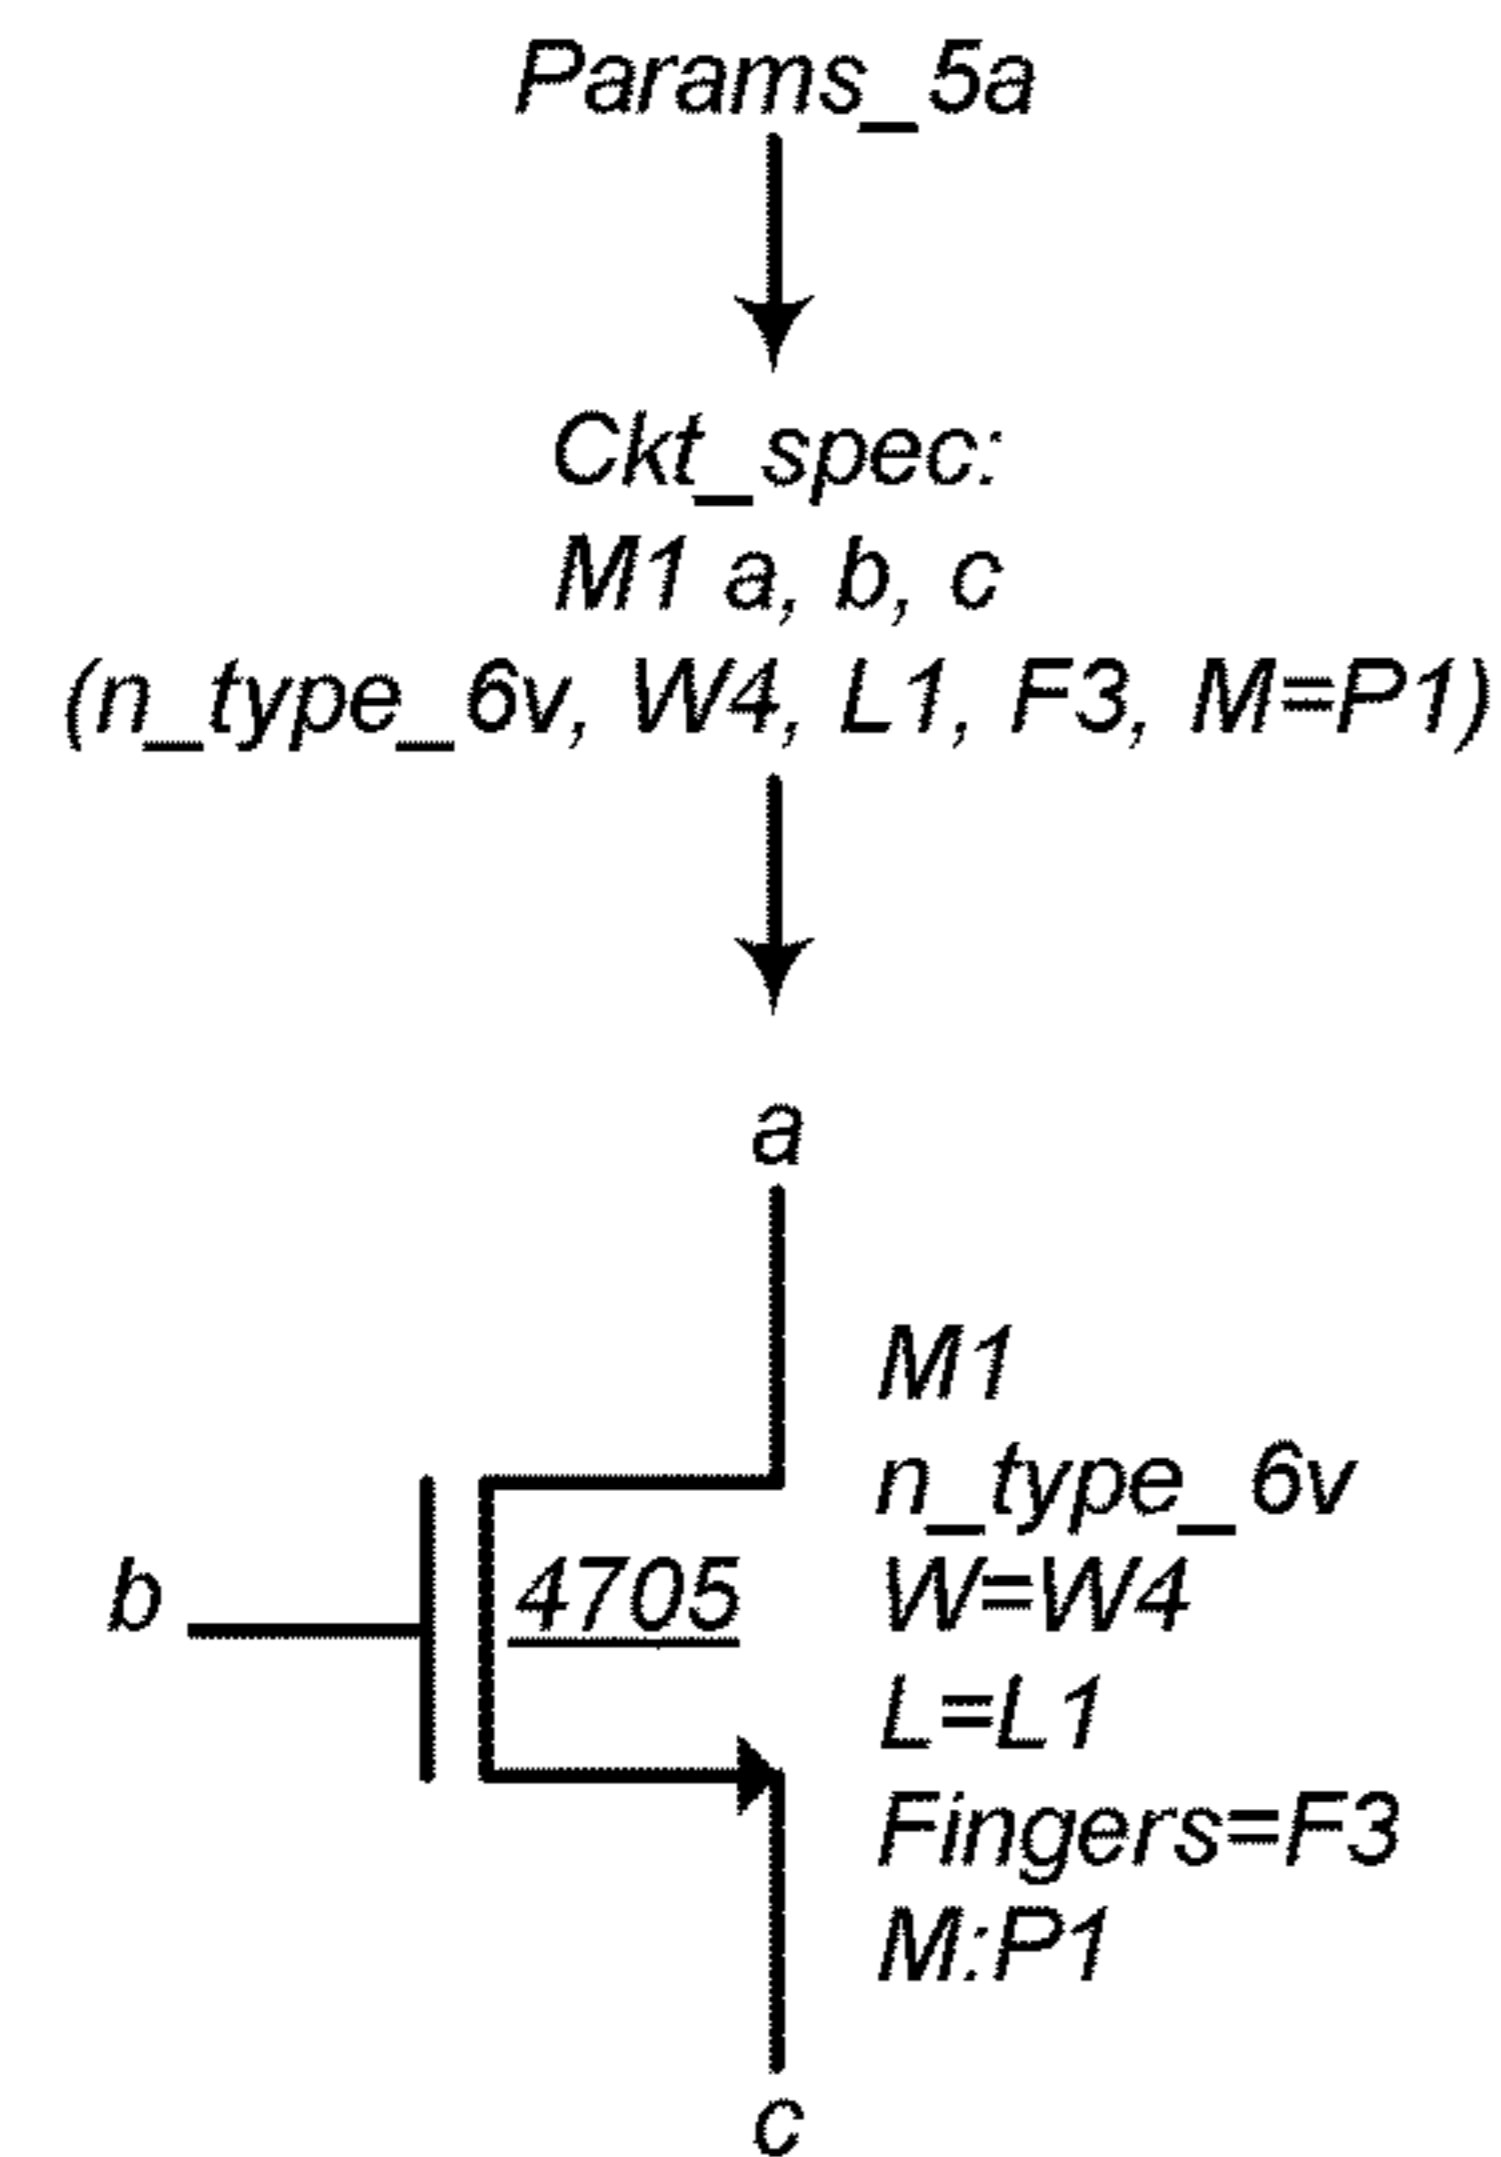 Params_5a
Ckt_spec:
M1 a, b, c
(n_type_6v, W4, L1, F3, M=P1)
a
M1
n_type_6v
b
4705
W=W4
L=L1
Fingers=F3
M:P1
c